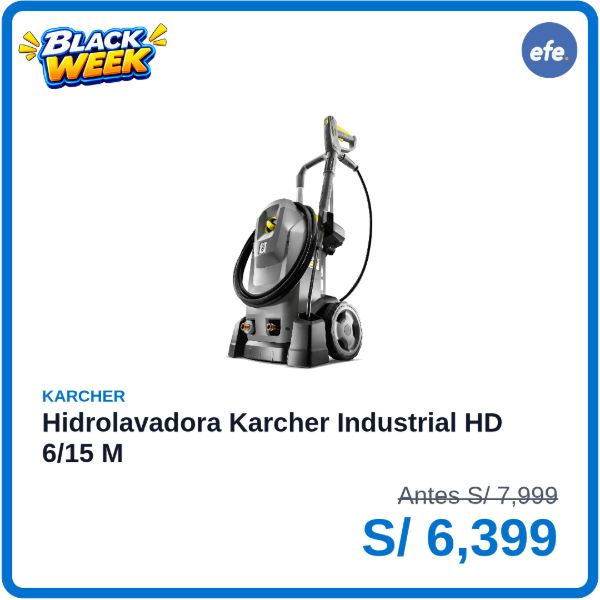 BLACK
WEEK
efe.
KARCHER
Hidrolavadora Karcher Industrial HD
6/15 M
Antes S/ 7,999
S/ 6,399